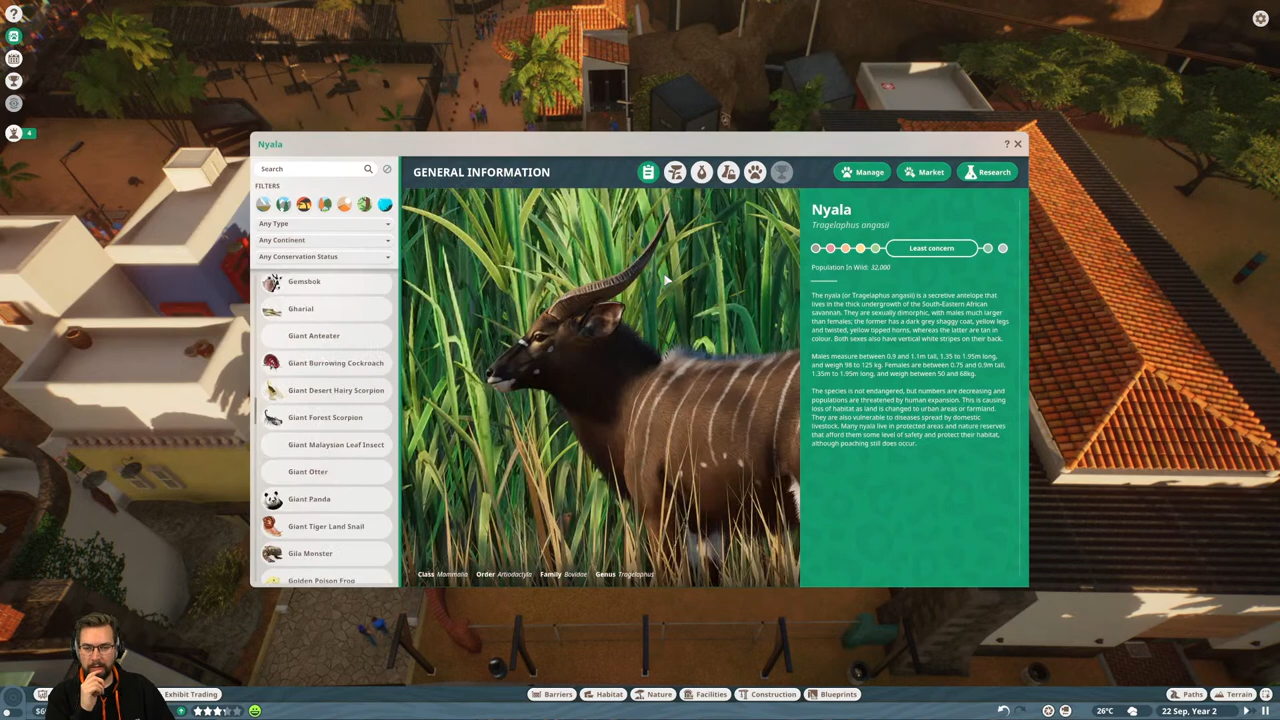 4
Nyala
?
Search
FILTERS
Any Type
Any Continent
Any Conservation Status
Gemsbok
Gharial
Giant Anteater
Giant Burrowing Cockroach
Giant Desert Hairy Scorpion
Giant Forest Scorpion
Giant Malaysian Leaf Insect
Giant Otter
Giant Panda
Giant Tiger Land Snail
Gila Monster
Golden Poison Frog
GENERAL INFORMATION
Manage
Market
Research
Class Mammalia Order Artiodactyla Family Bovidae Genus Tragelaphus
Nyala
Tragelaphus angasii
Least concern
Population In Wild: 32,000
The nyala (or Tragelaphus angasii) is a secretive antelope that
lives in the thick undergrowth of the South-Eastern African
savannah. They are sexually dimorphic, with males much larger
than females; the former has a dark grey shaggy coat, yellow legs
and twisted, yellow tipped horns, whereas the latter are tan in
colour. Both sexes also have vertical white stripes on their back.
Males measure between 0.9 and 1.1m tall, 1.35 to 1.95m long,
and weigh 98 to 125 kg. Females are between 0.75 and 0.9m tall,
1.35m to 1.95m long, and weigh between 50 and 68kg.
The species is not endangered, but numbers are decreasing and
populations are threatened by human expansion. This is causing
loss of habitat as land is changed to urban areas or farmland.
They are also vulnerable to diseases spread by domestic
livestock. Many nyala live in protected areas and nature reserves
that afford them some level of safety and protect their habitat,
although poaching still does occur.
Exhibit Trading
Barriers
Habitat
Nature
Facilities
Construction
Blueprints
Paths
Terrain
26°C
22 Sep, Year 2